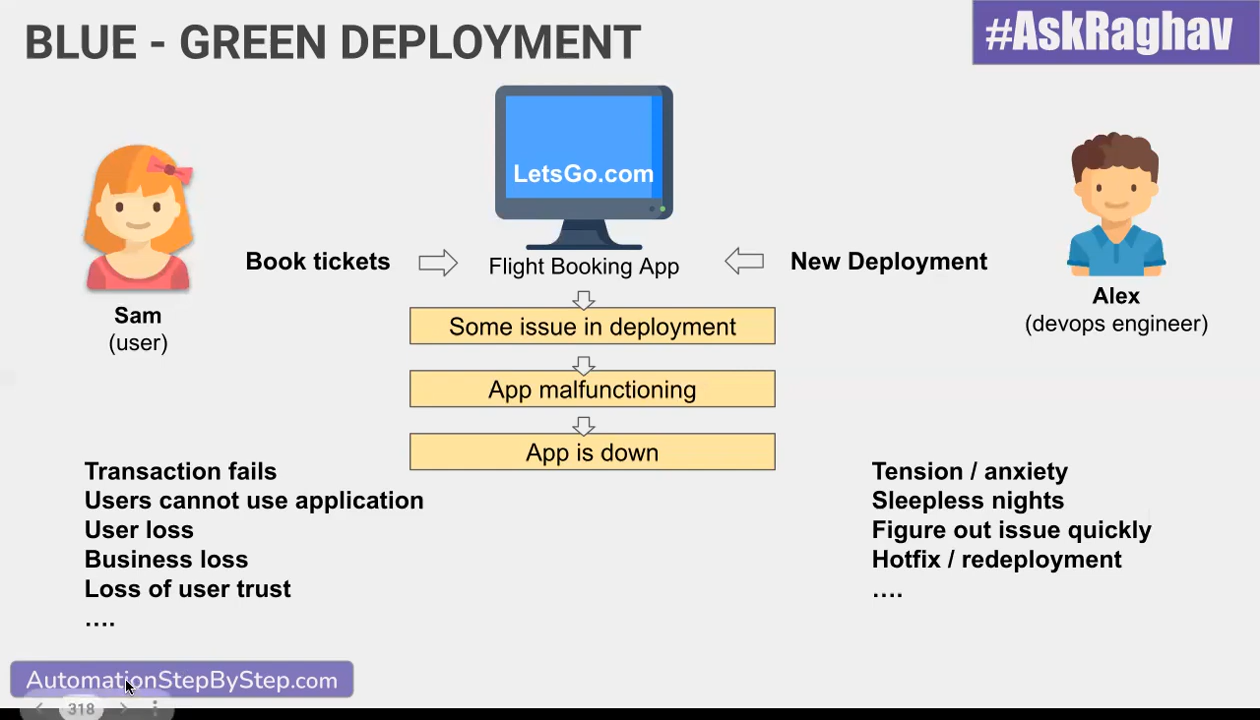 BLUE - GREEN DEPLOYMENT
#AskRaghav
LetsGo.com
Book tickets
Flight Booking App
New Deployment
Sam
(user)
Alex
(devops engineer)
Some issue in deployment
App malfunctioning
App is down
Transaction fails
Users cannot use application
User loss
Business loss
Loss of user trust
....
Tension / anxiety
Sleepless nights
Figure out issue quickly
Hotfix / redeployment
....
AutomationStepByStep.com
318